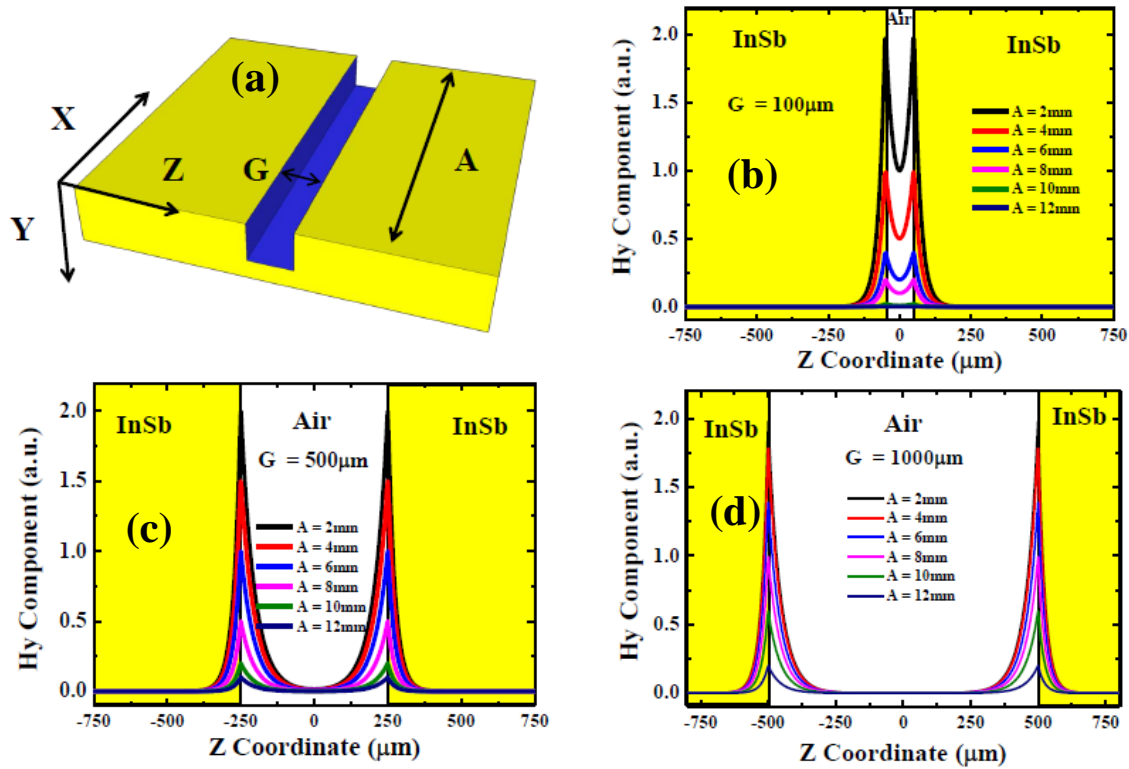 (a)
X
Z
G
A
Y
Air
InSb
InSb
G = 100μm
(b)
A = 2mm
A = 4mm
A = 6mm
A = 8mm
A = 10mm
A = 12mm
Hy Component (a.u.)
2.0
1.5
1.0
0.5
0.0
-750 -500 -250 0 250 500 750
Z Coordinate (μm)
InSb
Air
InSb
G = 500μm
(c)
A = 2mm
A = 4mm
A = 6mm
A = 8mm
A = 10mm
A = 12mm
Hy Component (a.u.)
2.0
1.5
1.0
0.5
0.0
-750 -500 -250 0 250 500 750
Z Coordinate (μm)
InSb
Air
InSb
G = 1000μm
(d)
A = 2mm
A = 4mm
A = 6mm
A = 8mm
A = 10mm
A = 12mm
Hy Component (a.u.)
2.0
1.5
1.0
0.5
0.0
-750 -500 -250 0 250 500 750
Z Coordinate (μm)